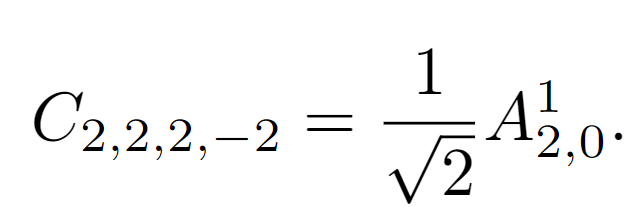 C_{2,2,2,-2} = \frac{1}{\sqrt{2}} A^{1}_{2,0}.